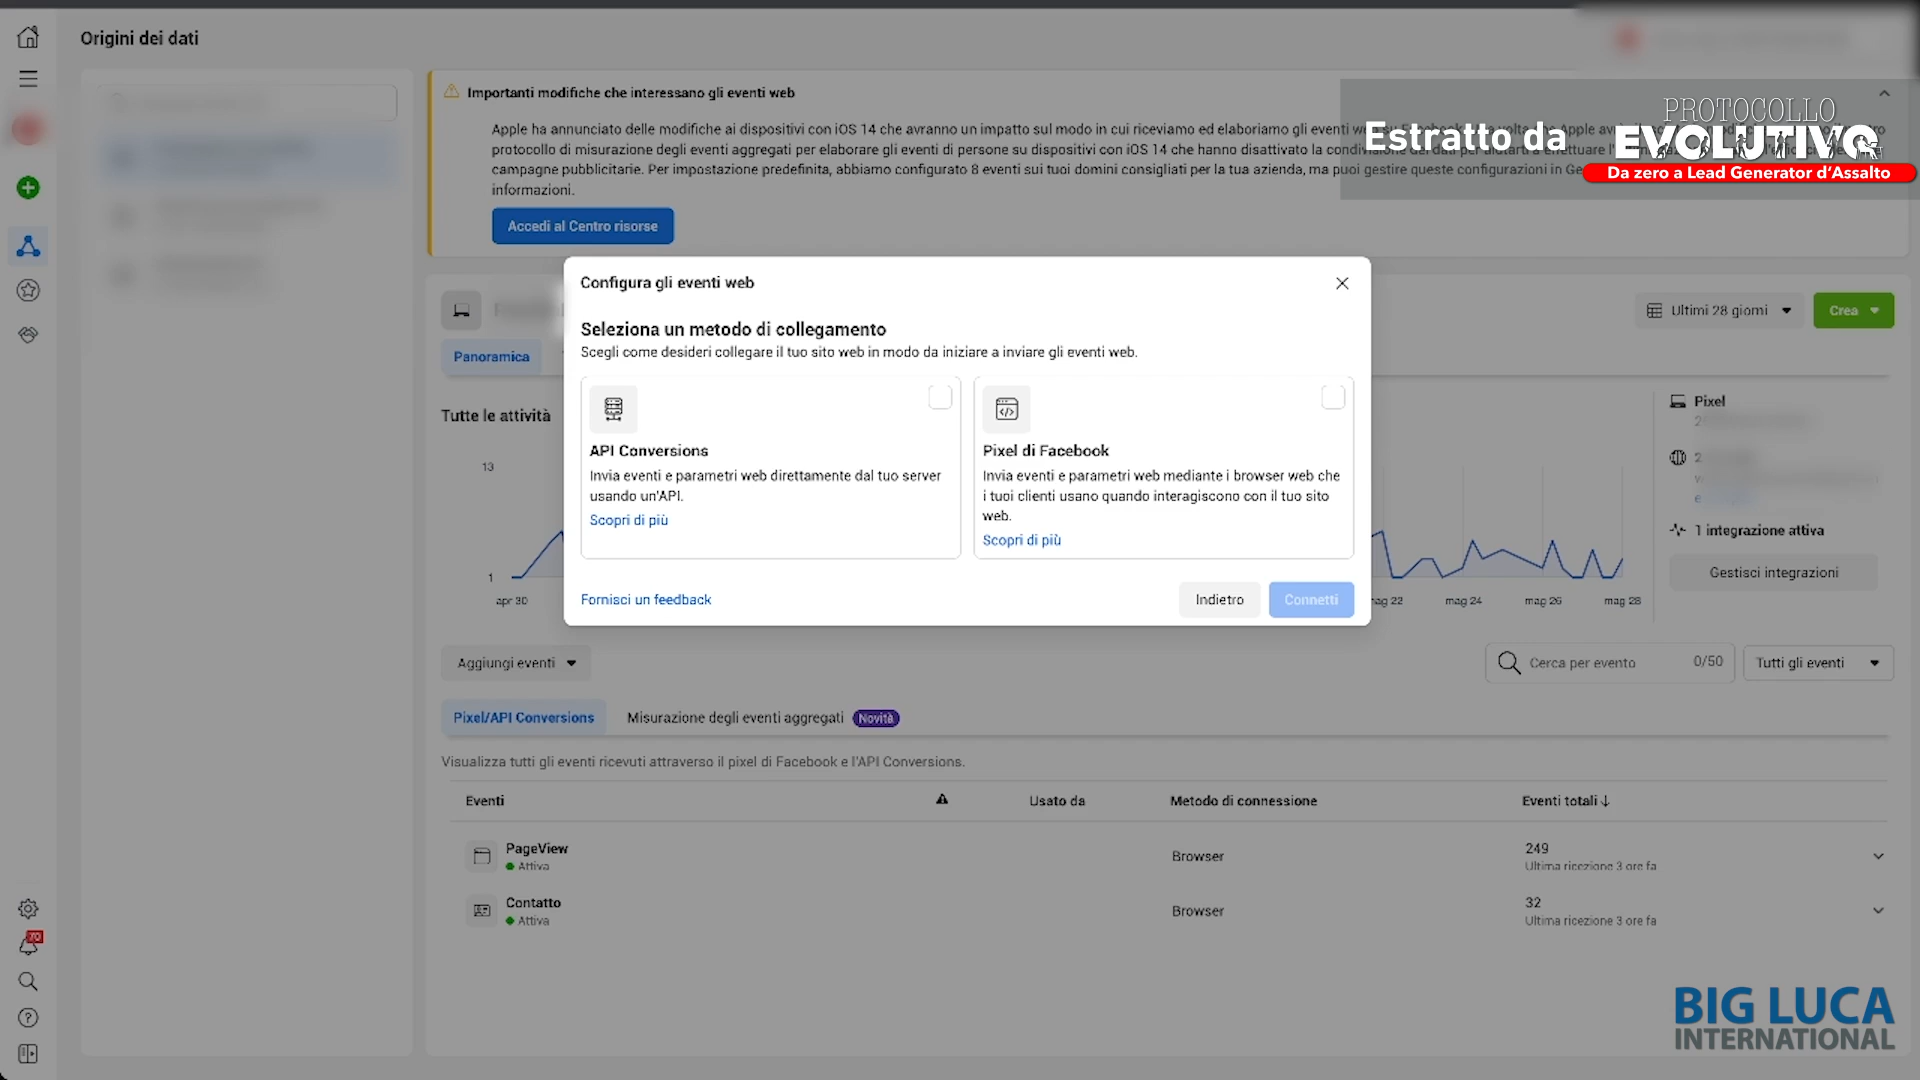 Origini dei dati
Importanti modifiche che interessano gli eventi web
Apple ha annunciato delle modifiche ai dispositivi con iOS 14 che avranno un impatto sul modo in cui riceviamo ed elaboriamo gli eventi
protocollo di misurazione degli eventi aggregati per elaborare gli eventi di persone su dispositivi con iOS 14 che hanno disattivato la
campagne pubblicitarie. Per impostazione predefinita, abbiamo configurato 8 eventi sui tuoi domini consigliati per la tua azienda, ma puoi gestire queste configurazioni in
informazioni.
Accedi al Centro risorse
Estratto da
PROTOCOLLO
EVOLUTIVO
Da zero a Lead Generator d'Assalto
Configura gli eventi web
Seleziona un metodo di collegamento
Scegli come desideri collegare il tuo sito web in modo da iniziare a inviare gli eventi web.
API Conversions
Invia eventi e parametri web direttamente dal tuo server
usando un'API.
Scopri di più
Pixel di Facebook
Invia eventi e parametri web mediante i browser web che
i tuoi clienti usano quando interagiscono con il tuo sito
web.
Scopri di più
Fornisci un feedback
Indietro
Connetti
Ultimi 28 giorni
Crea
Panoramica
Tutte le attività
13
1
apr 30
mag 22
mag 24
mag 26
mag 28
Pixel
1 integrazione attiva
Gestisci integrazioni
Aggiungi eventi
Cerca per evento
0/50
Tutti gli eventi
Pixel/API Conversions
Misurazione degli eventi aggregati
Novità
Visualizza tutti gli eventi ricevuti attraverso il pixel di Facebook e l'API Conversions.
Eventi
Usato da
Metodo di connessione
Eventi totali
PageView
Attiva
Browser
249
Ultima ricezione 3 ore fa
Contatto
Attiva
Browser
32
Ultima ricezione 3 ore fa
70
BIG LUCA
INTERNATIONAL